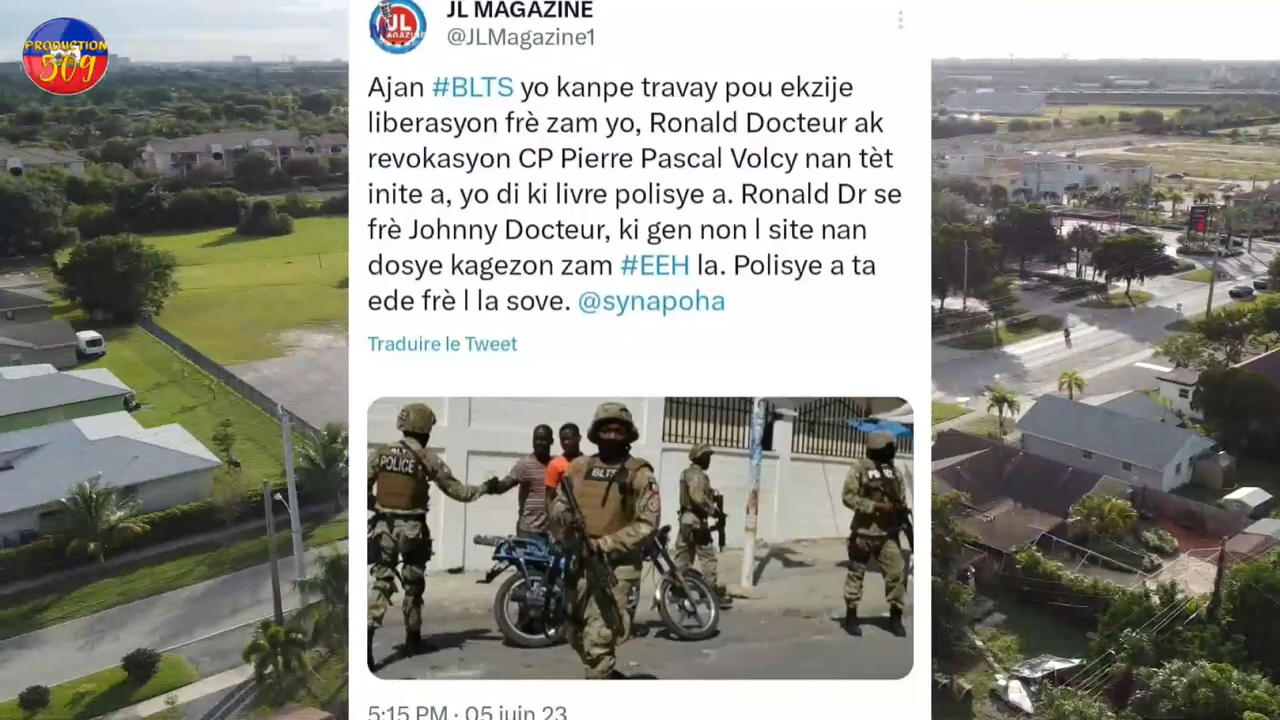 PRODUCTION
509
JL MAGAZINE
@JLMagazine1
Ajan #BLTS yo kanpe travay pou ekzije
liberasyon frè zam yo, Ronald Docteur ak
revokasyon CP Pierre Pascal Volcy nan tèt
inite a, yo di ki livre polisye a. Ronald Dr se
frè Johnny Docteur, ki gen non l site nan
dosye kagezon zam #EEH la. Polisye a ta
ede frè l la sove. @synapoha
Traduire le Tweet
BLTS
POLICE
BLTS
5:15 PM · 05 juin 23